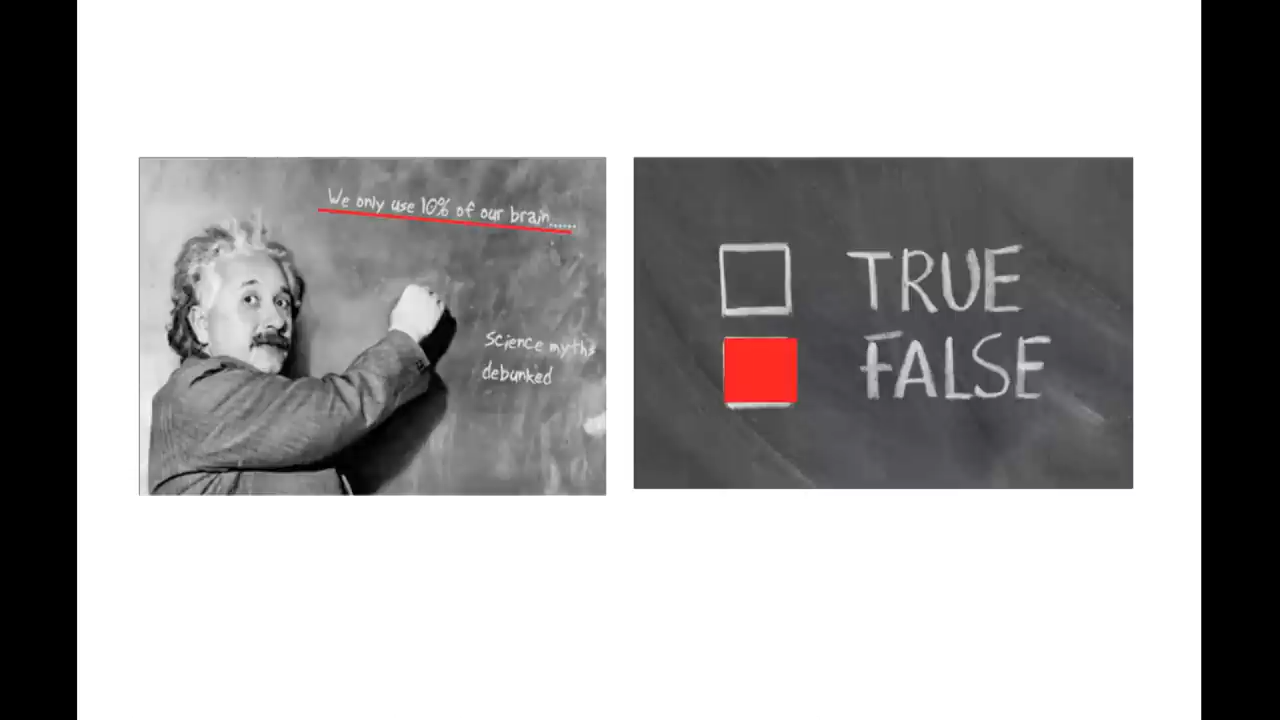 We only use 10% of our brain......
Science myths
debunked
TRUE
FALSE